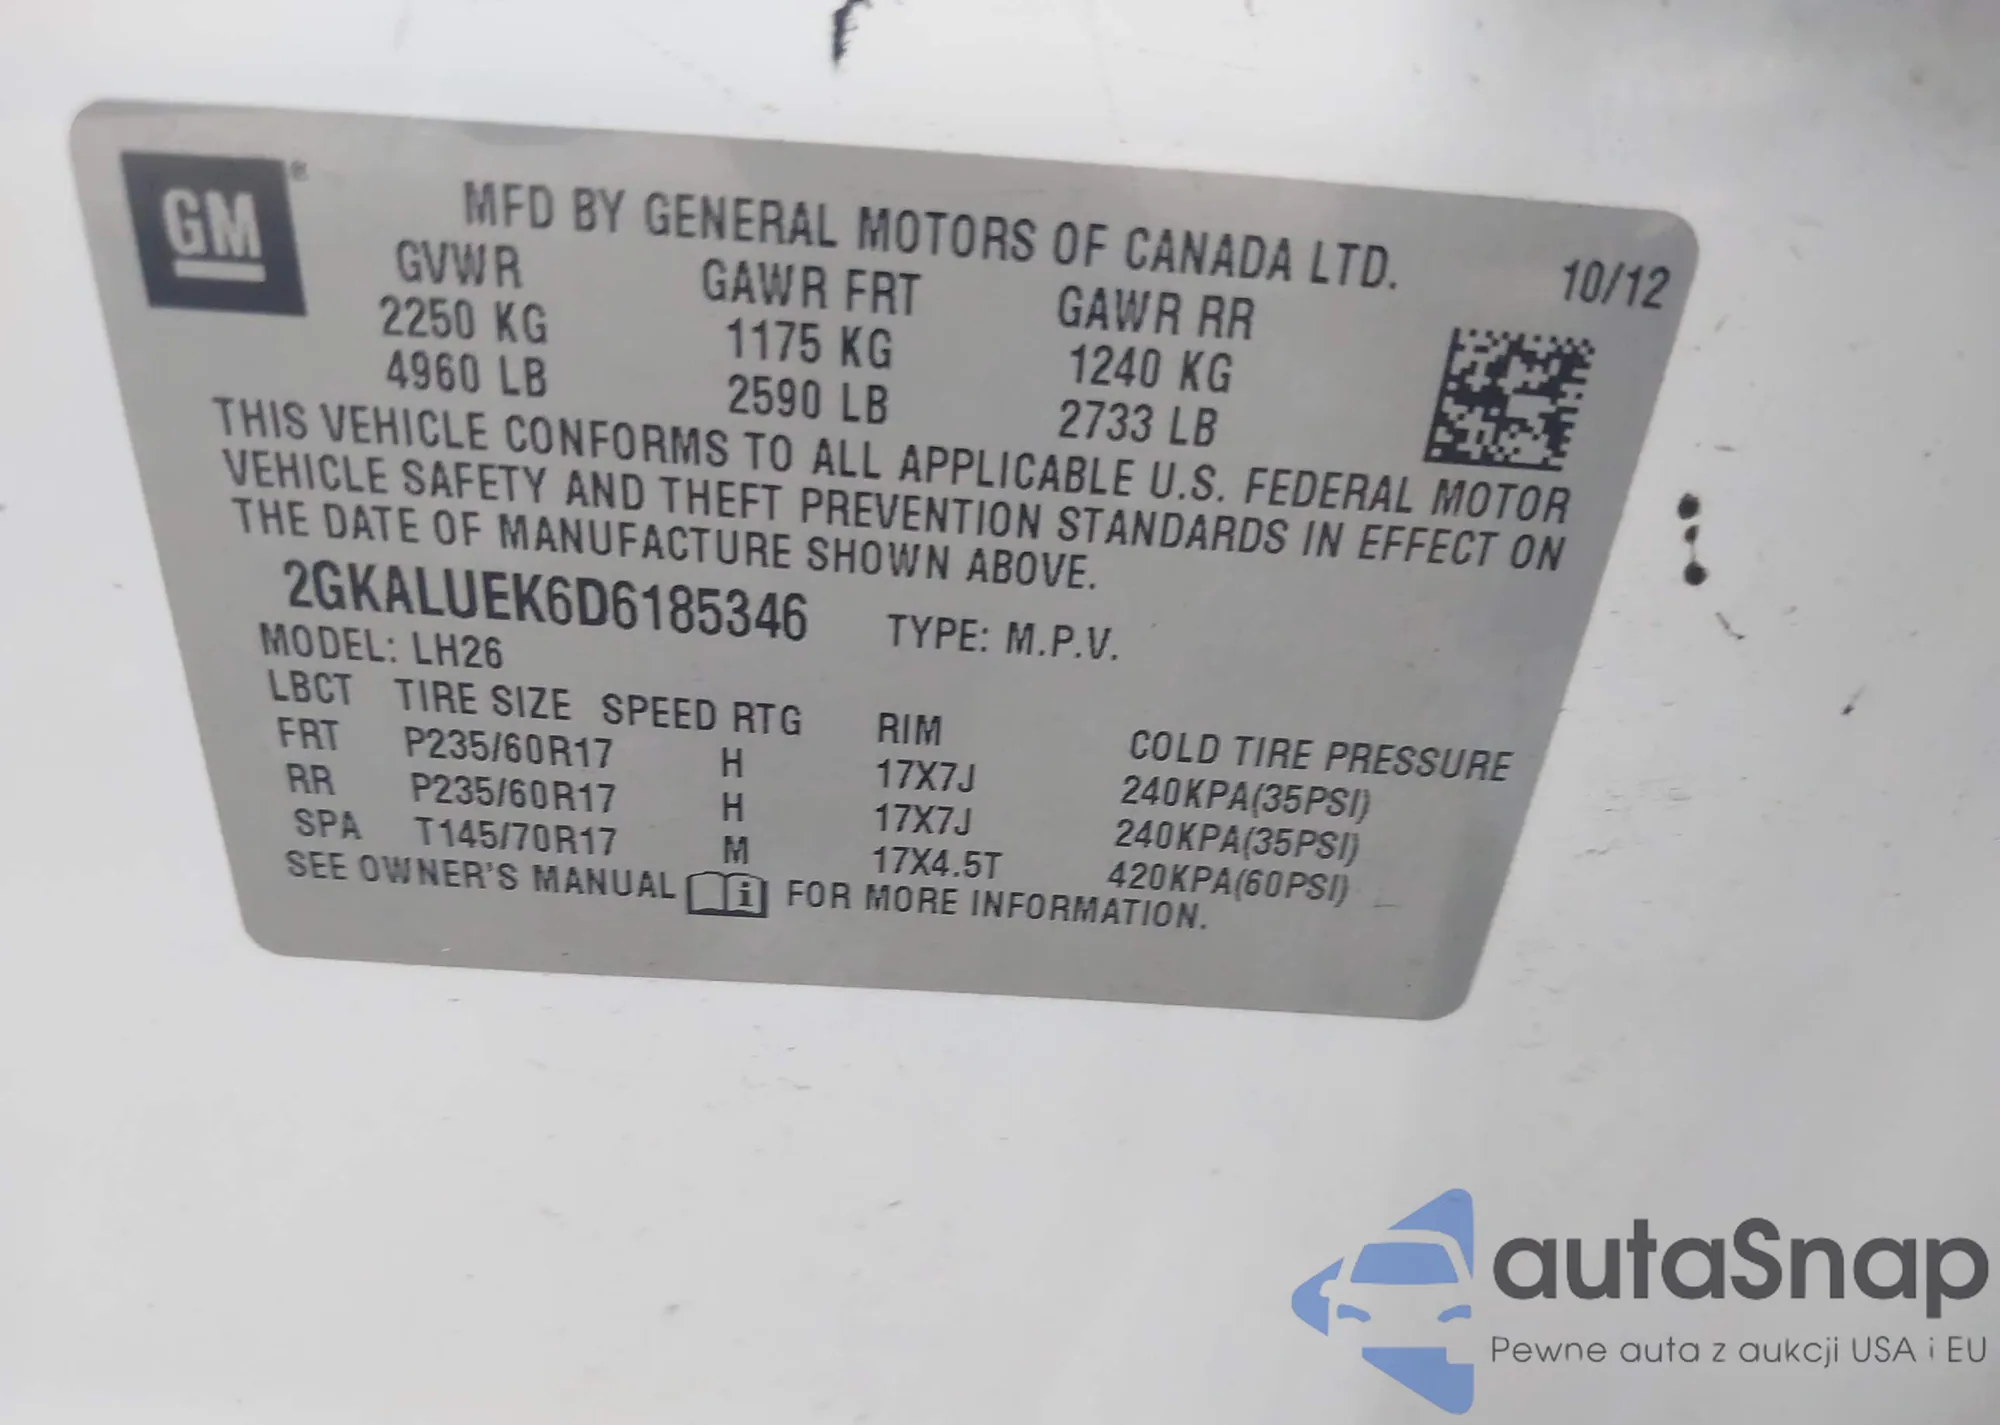 GM ®
MFD BY GENERAL MOTORS OF CANADA LTD.
10/12
GVWR GAWR FRT GAWR RR
2250 KG 1175 KG 1240 KG
4960 LB 2590 LB 2733 LB
THIS VEHICLE CONFORMS TO ALL APPLICABLE U.S. FEDERAL MOTOR
VEHICLE SAFETY AND THEFT PREVENTION STANDARDS IN EFFECT ON
THE DATE OF MANUFACTURE SHOWN ABOVE.
2GKALUEK6D6185346 TYPE: M.P.V.
MODEL: LH26
LBCT TIRE SIZE SPEED RTG RIM COLD TIRE PRESSURE
FRT P235/60R17 H 17X7J 240KPA(35PSI)
RR P235/60R17 H 17X7J 240KPA(35PSI)
SPA T145/70R17 M 17X4.5T 420KPA(60PSI)
SEE OWNER'S MANUAL i FOR MORE INFORMATION.
autaSnap
Pewne auta z aukcji USA i EU